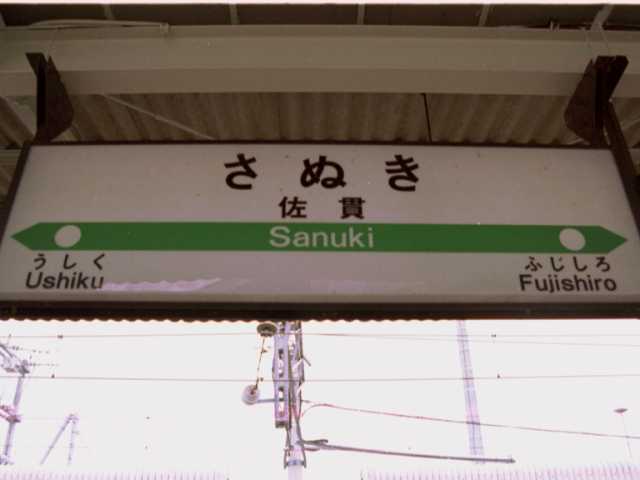 さぬき
佐貫
Sanuki
うしく
Ushiku
ふじしろ
Fujishiro